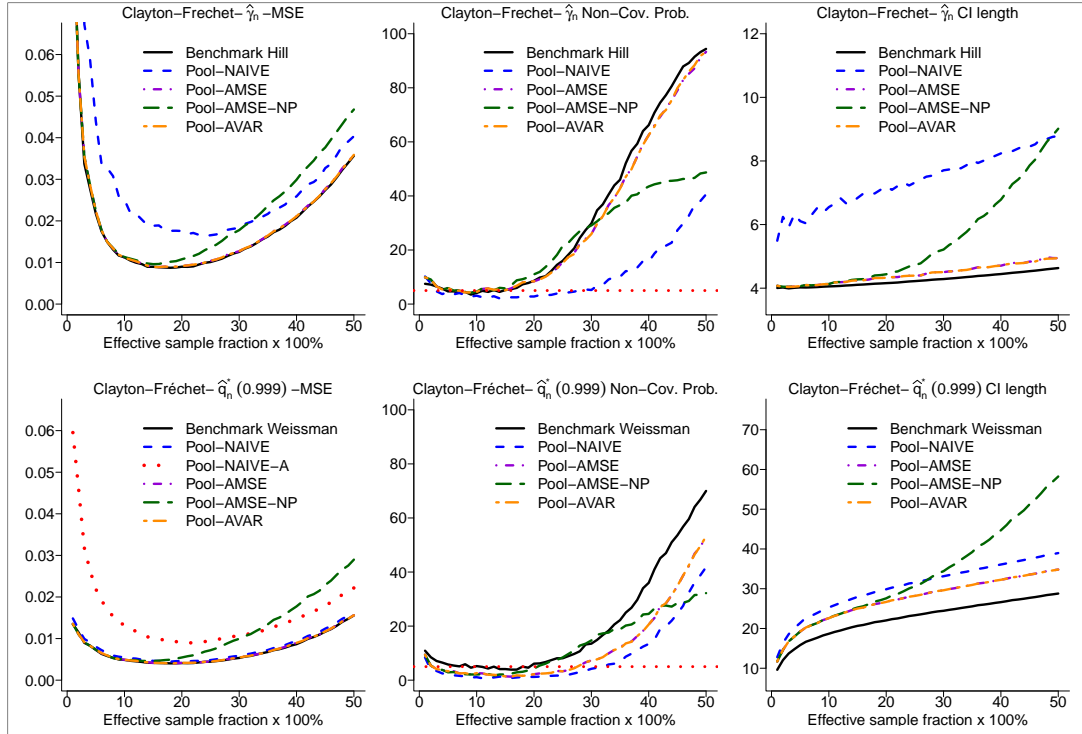 Clayton−Frechet− γ̂n −MSE
0.06
0.05
0.04
0.03
0.02
0.01
0.00
Benchmark Hill
Pool−NAIVE
Pool−AMSE
Pool−AMSE−NP
Pool−AVAR
0 10 20 30 40 50
Effective sample fraction x 100%
Clayton−Frechet− γ̂n Non−Cov. Prob.
100
80
60
40
20
0
Benchmark Hill
Pool−NAIVE
Pool−AMSE
Pool−AMSE−NP
Pool−AVAR
0 10 20 30 40 50
Effective sample fraction x 100%
Clayton−Frechet− γ̂n CI length
12
10
8
6
4
Benchmark Hill
Pool−NAIVE
Pool−AMSE
Pool−AMSE−NP
Pool−AVAR
0 10 20 30 40 50
Effective sample fraction x 100%
Clayton−Fréchet− q̂*n (0.999) −MSE
0.06
0.05
0.04
0.03
0.02
0.01
0.00
Benchmark Weissman
Pool−NAIVE
Pool−NAIVE−A
Pool−AMSE
Pool−AMSE−NP
Pool−AVAR
0 10 20 30 40 50
Effective sample fraction x 100%
Clayton−Fréchet− q̂*n (0.999) Non−Cov. Prob.
100
80
60
40
20
0
Benchmark Weissman
Pool−NAIVE
Pool−AMSE
Pool−AMSE−NP
Pool−AVAR
0 10 20 30 40 50
Effective sample fraction x 100%
Clayton−Fréchet− q̂*n (0.999) CI length
70
60
50
40
30
20
10
Benchmark Weissman
Pool−NAIVE
Pool−AMSE
Pool−AMSE−NP
Pool−AVAR
0 10 20 30 40 50
Effective sample fraction x 100%